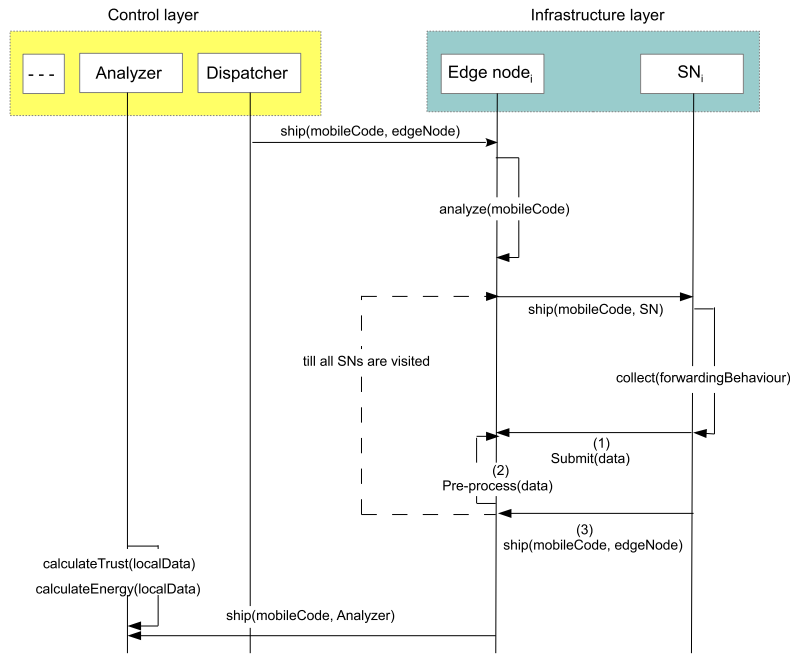 Control layer
Infrastructure layer
---
Analyzer
Dispatcher
Edge nodei
SNi
ship(mobileCode, edgeNode)
analyze(mobileCode)
ship(mobileCode, SN)
till all SNs are visited
collect(forwardingBehaviour)
(1)
Submit(data)
(2)
Pre-process(data)
(3)
ship(mobileCode, edgeNode)
calculateTrust(localData)
calculateEnergy(localData)
ship(mobileCode, Analyzer)